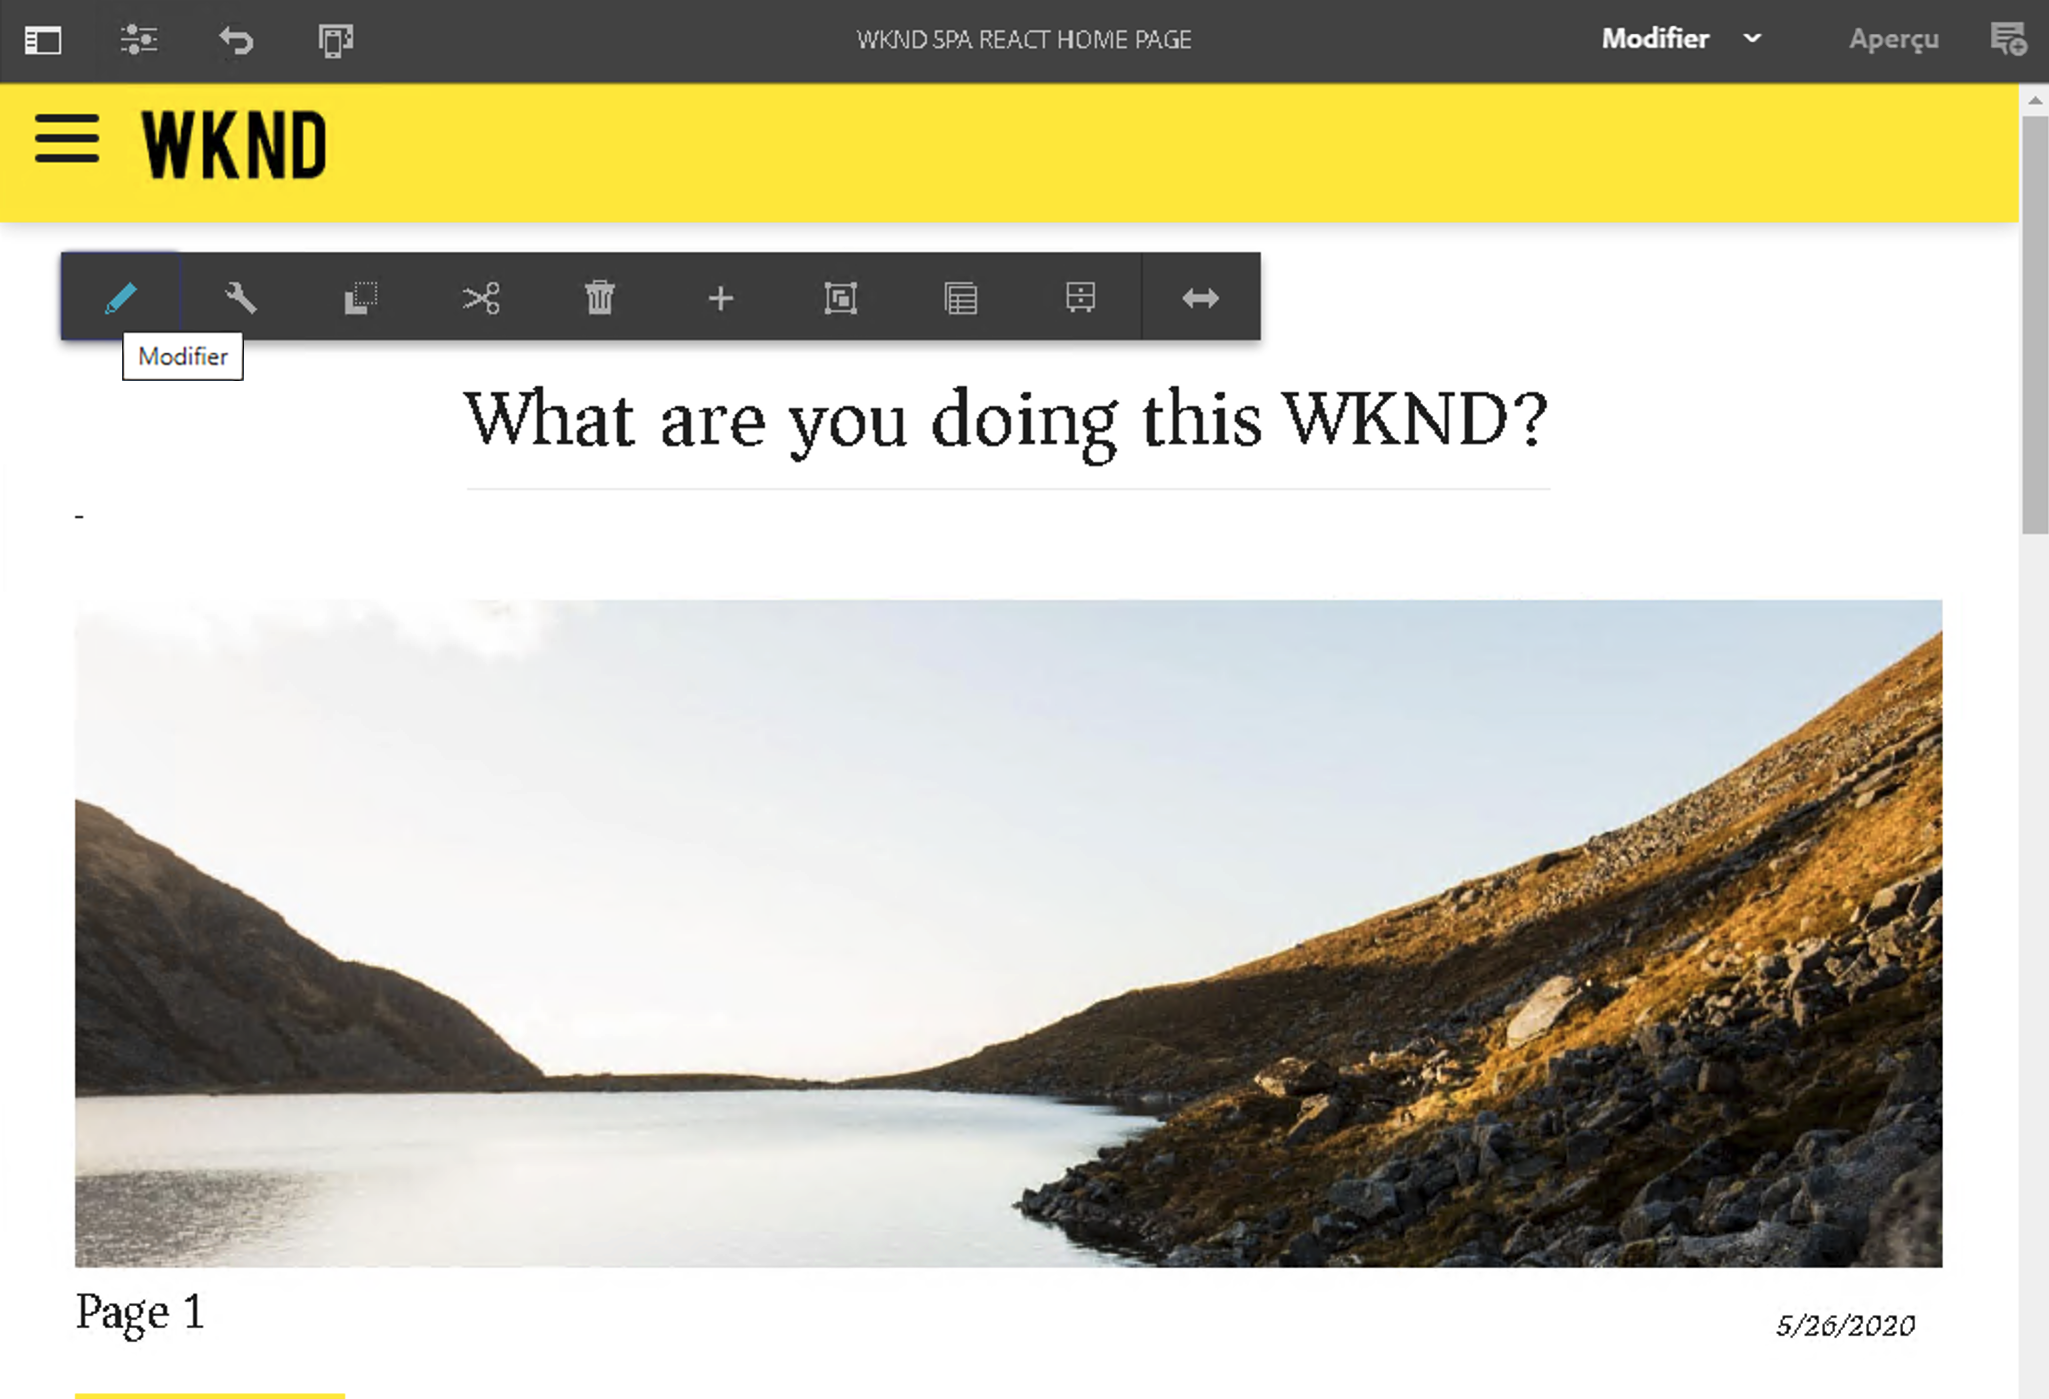 WKND SPA REACT HOME PAGE
Modifier
Aperçu
WKND
Modifier
What are you doing this WKND?
-
Page 1
5/26/2020